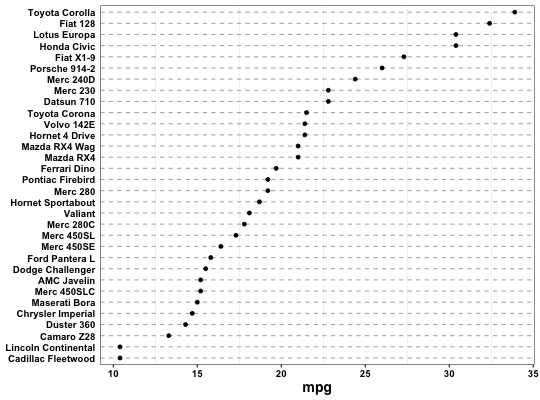 Toyota Corolla
Fiat 128
Lotus Europa
Honda Civic
Fiat X1-9
Porsche 914-2
Merc 240D
Merc 230
Datsun 710
Toyota Corona
Volvo 142E
Hornet 4 Drive
Mazda RX4 Wag
Mazda RX4
Ferrari Dino
Pontiac Firebird
Merc 280
Hornet Sportabout
Valiant
Merc 280C
Merc 450SL
Merc 450SE
Ford Pantera L
Dodge Challenger
AMC Javelin
Merc 450SLC
Maserati Bora
Chrysler Imperial
Duster 360
Camaro Z28
Lincoln Continental
Cadillac Fleetwood
10 15 20 25 30 35
mpg